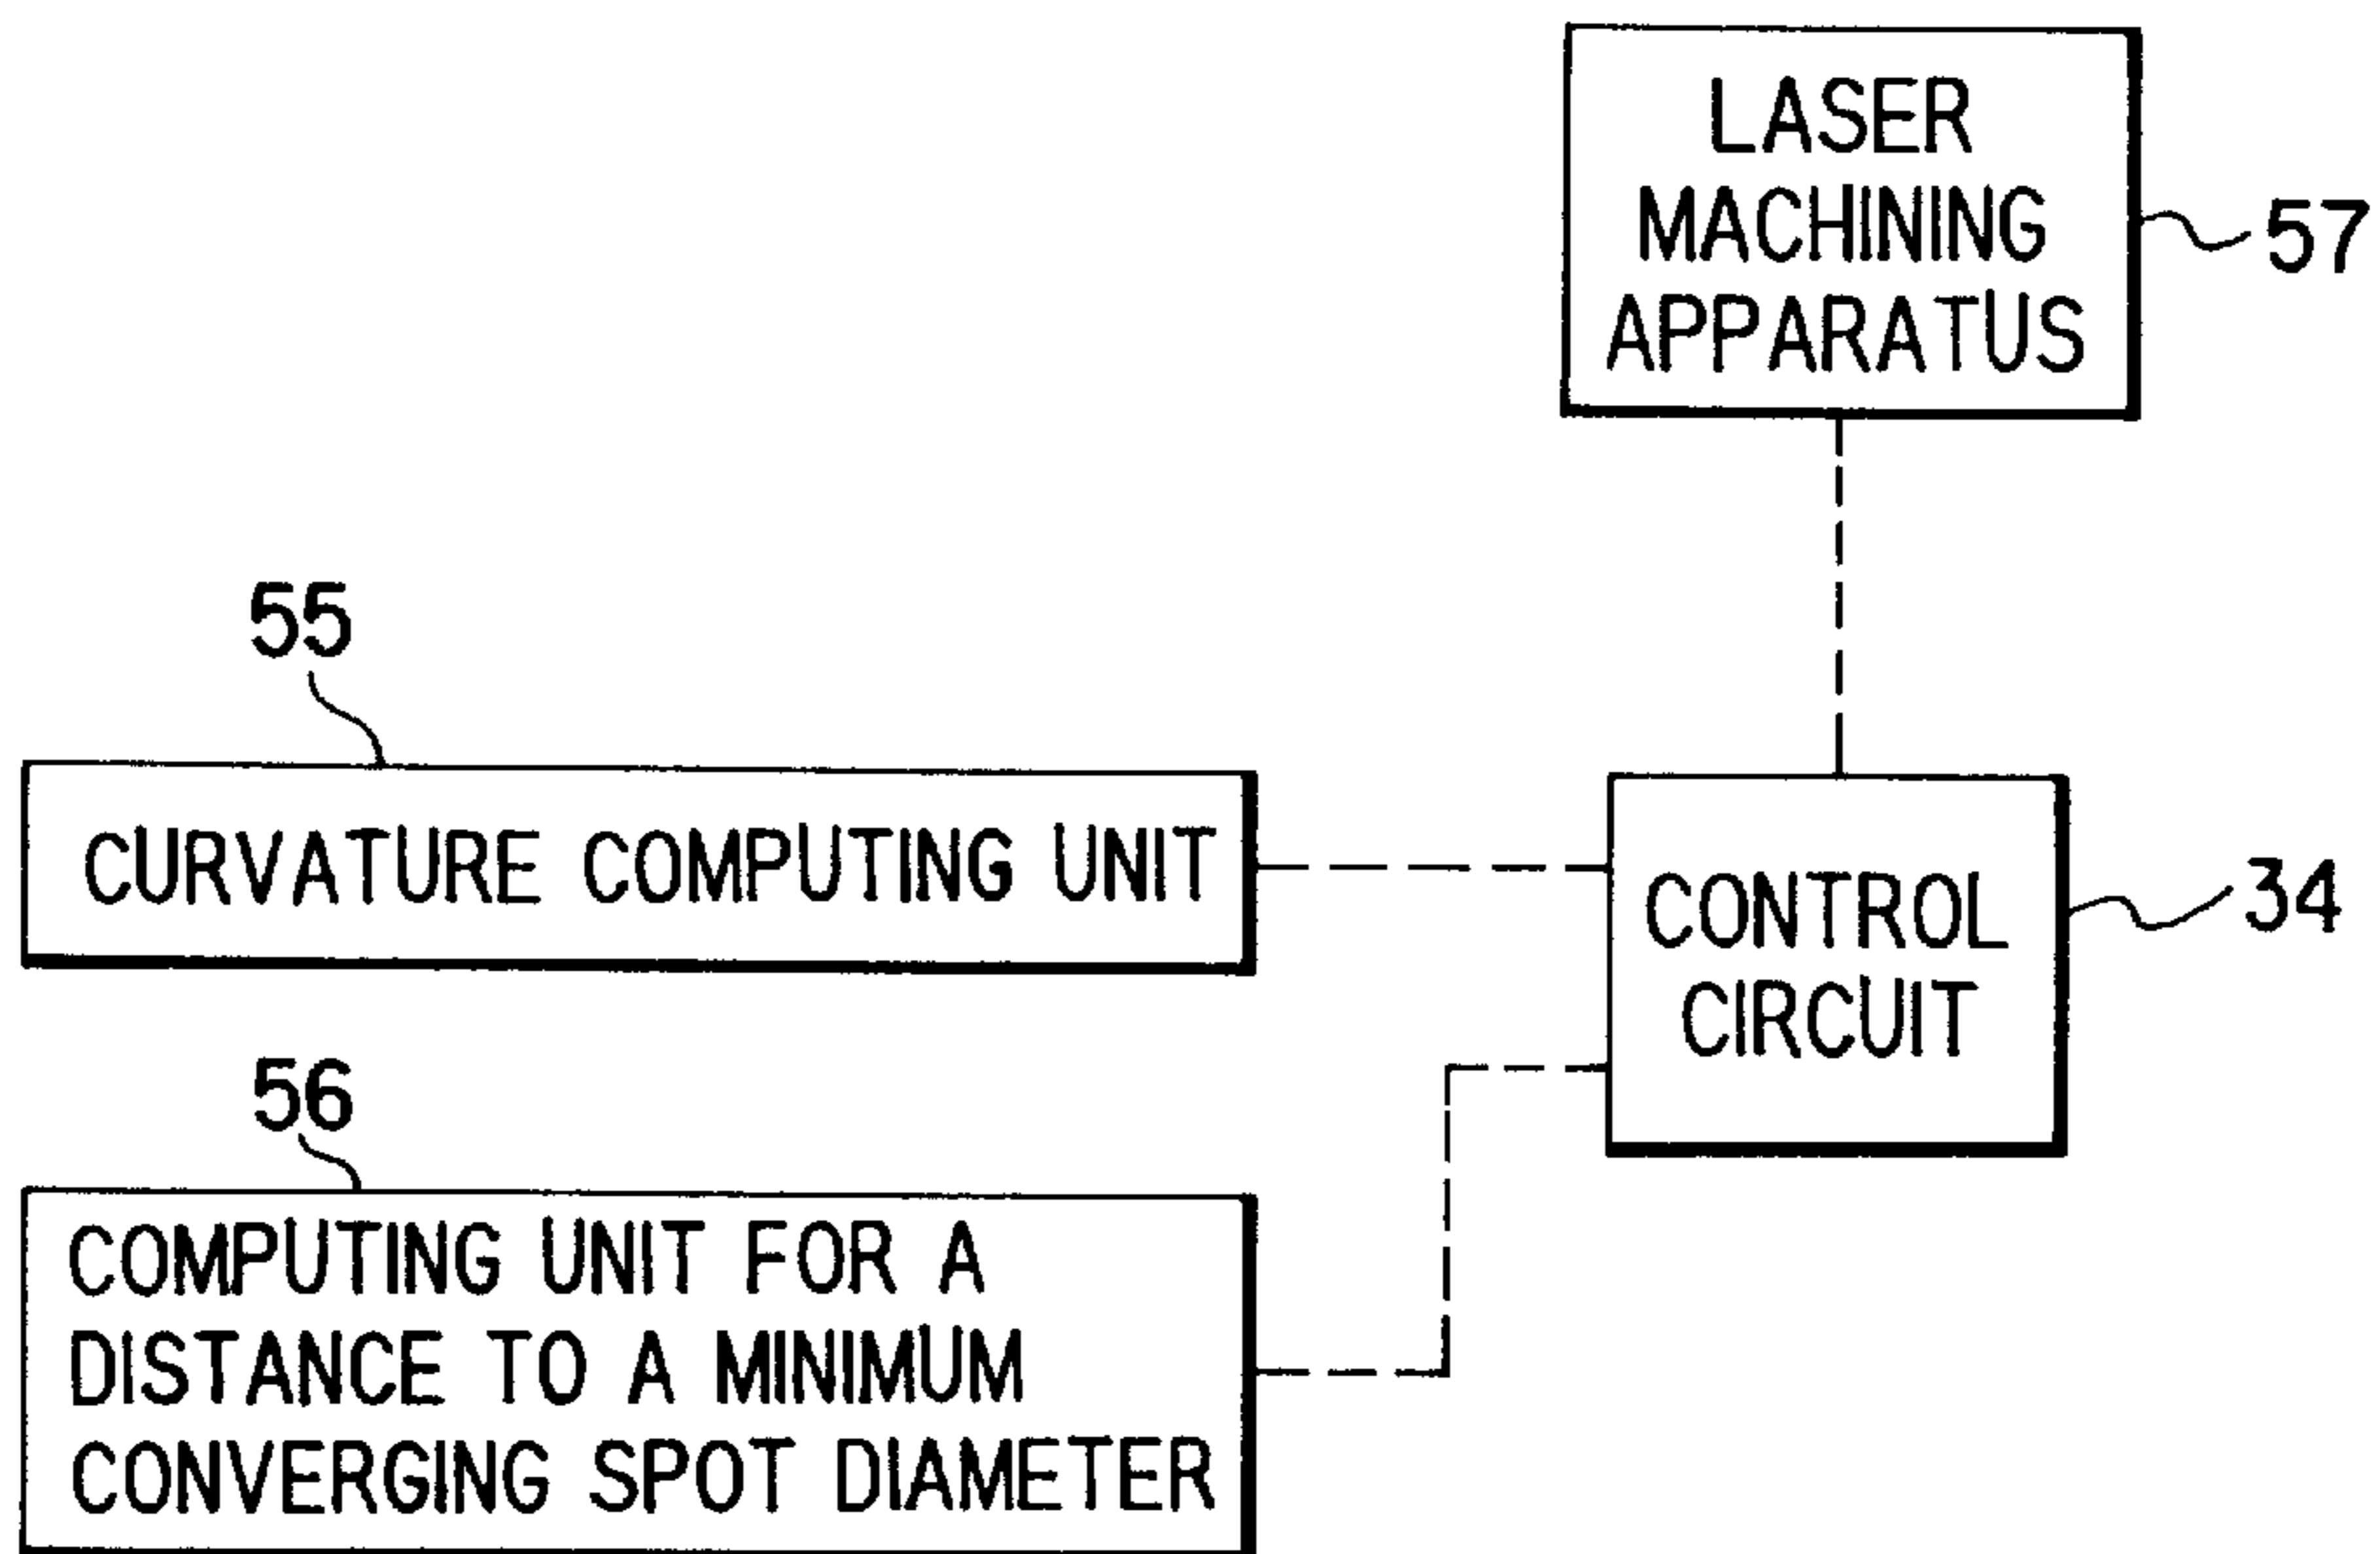 LASER
MACHINING
APPARATUS
57
55
CURVATURE COMPUTING UNIT
CONTROL
CIRCUIT
34
56
COMPUTING UNIT FOR A
DISTANCE TO A MINIMUM
CONVERGING SPOT DIAMETER